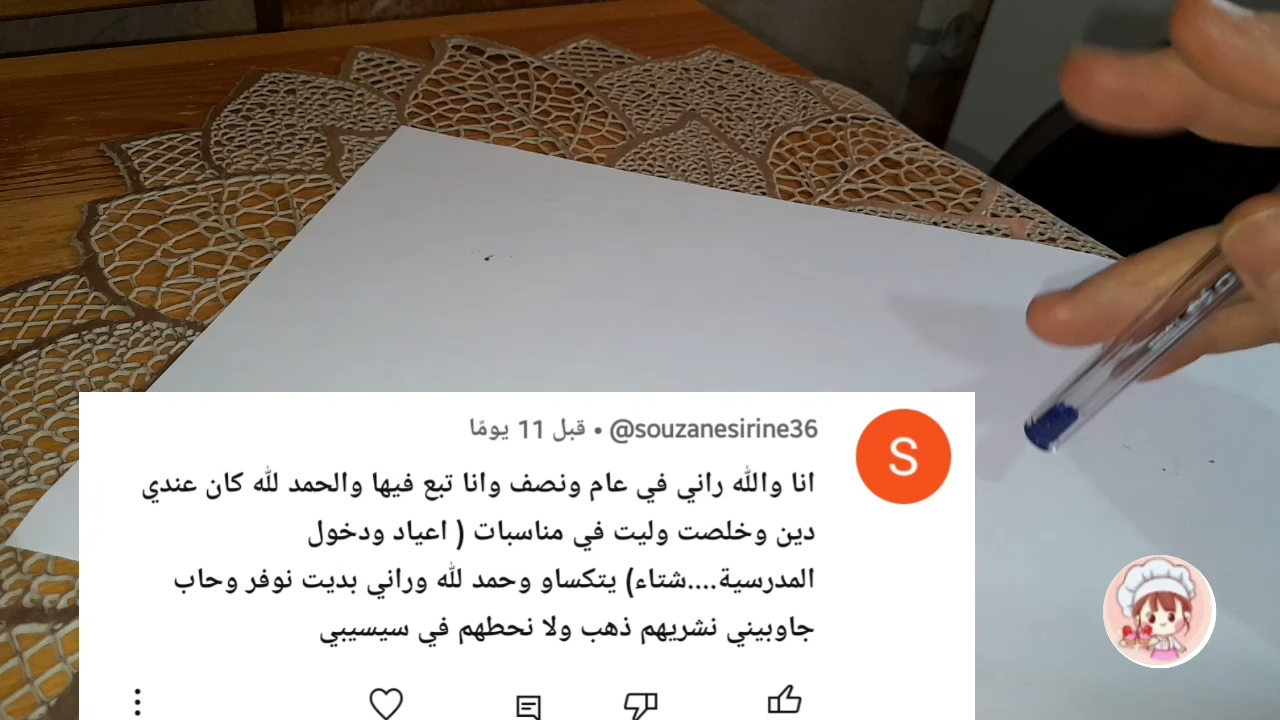 @souzanesirine36 • قبل 11 يومًا
S
انا والله راني في عام ونصف وانا تبع فيها والحمد لله كان عندي
دين وخلصت وليت في مناسبات ( اعياد ودخول
المدرسية....شتاء) يتكساو وحمد لله وراني بديت نوفر وحاب
جاوبيني نشريهم ذهب ولا نحطهم في سيسيبي